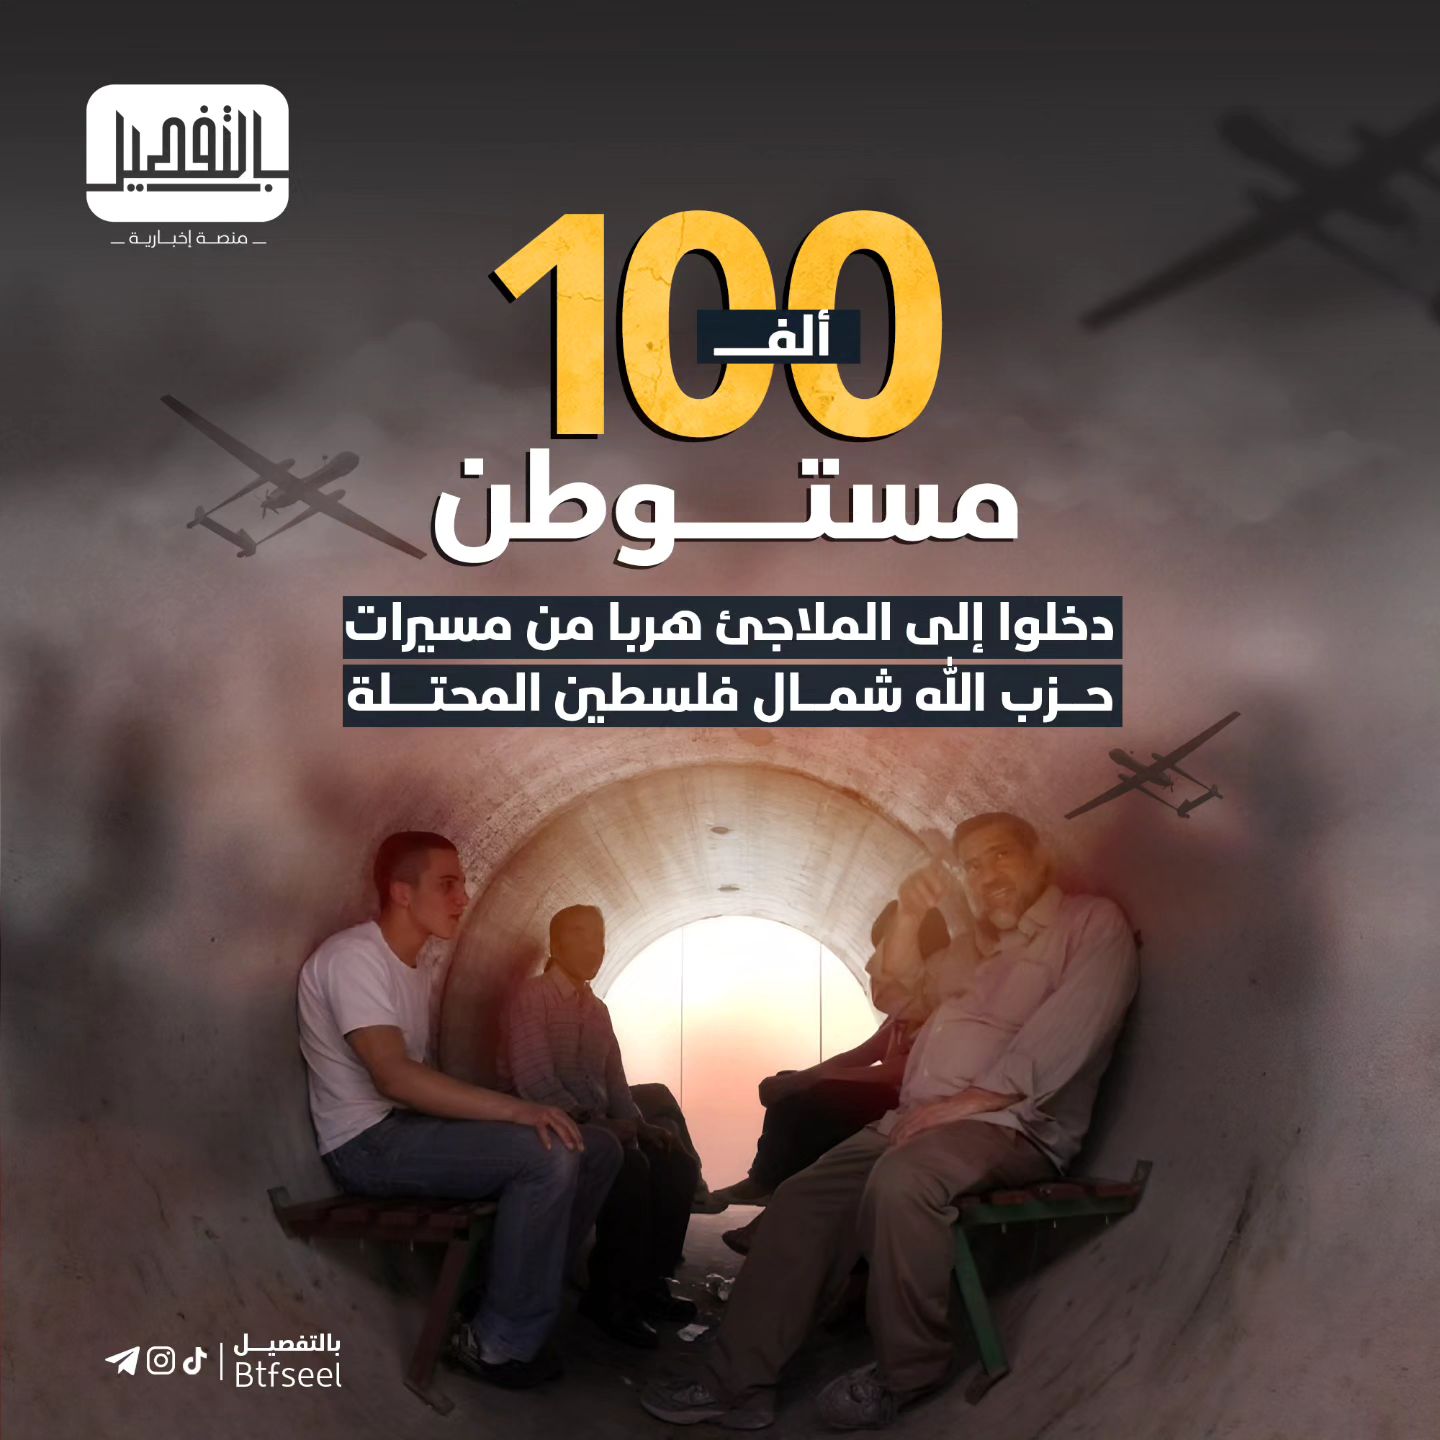 بالتفصيل
منصة إخبارية
100
ألف
مستوطن
دخلوا إلى الملاجئ هربا من مسيرات
حزب الله شمال فلسطين المحتلة
بالتفصيل
Btfseel